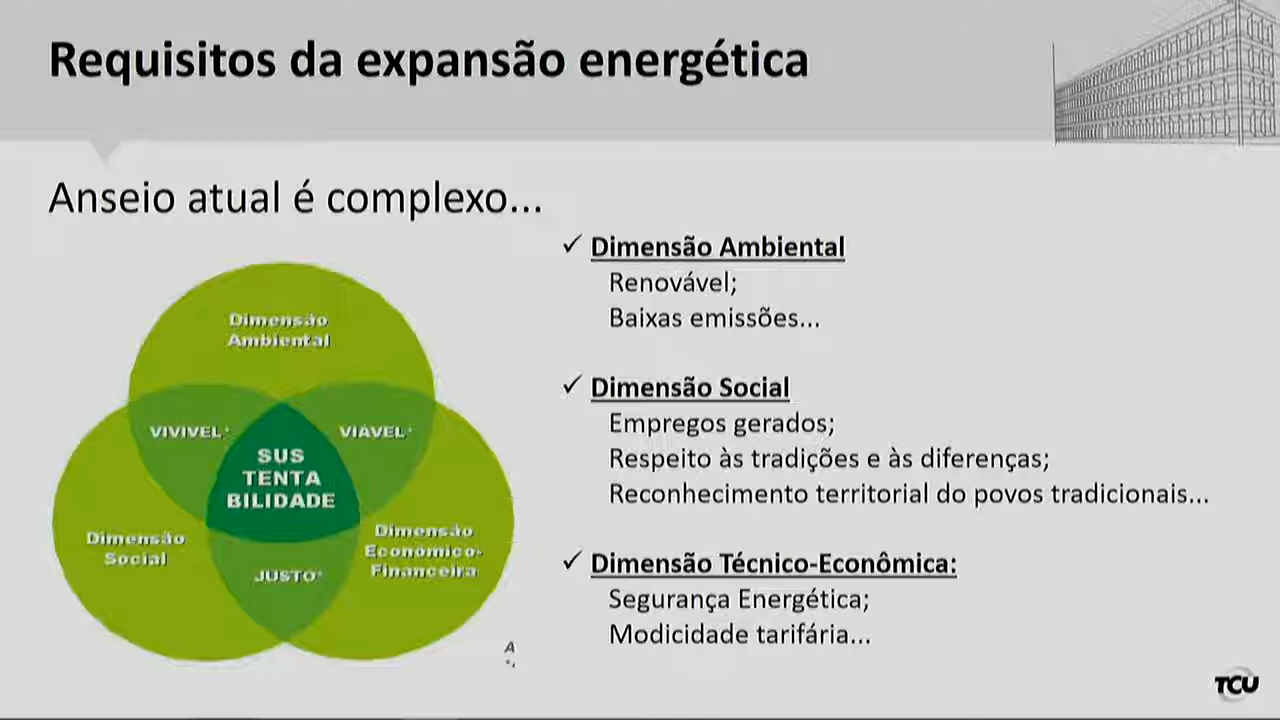 Requisitos da expansão energética
Anseio atual é complexo...
Dimensão
Ambiental
VIVIVEL*
VIÁVEL*
SUS
TENTA
BILIDADE
Dimensão
Social
Dimensão
Econômico-
Financeira
JUSTO*
A
✓ Dimensão Ambiental
Renovável;
Baixas emissões...
✓ Dimensão Social
Empregos gerados;
Respeito às tradições e às diferenças;
Reconhecimento territorial do povos tradicionais...
✓ Dimensão Técnico-Econômica:
Segurança Energética;
Modicidade tarifária...
TCU